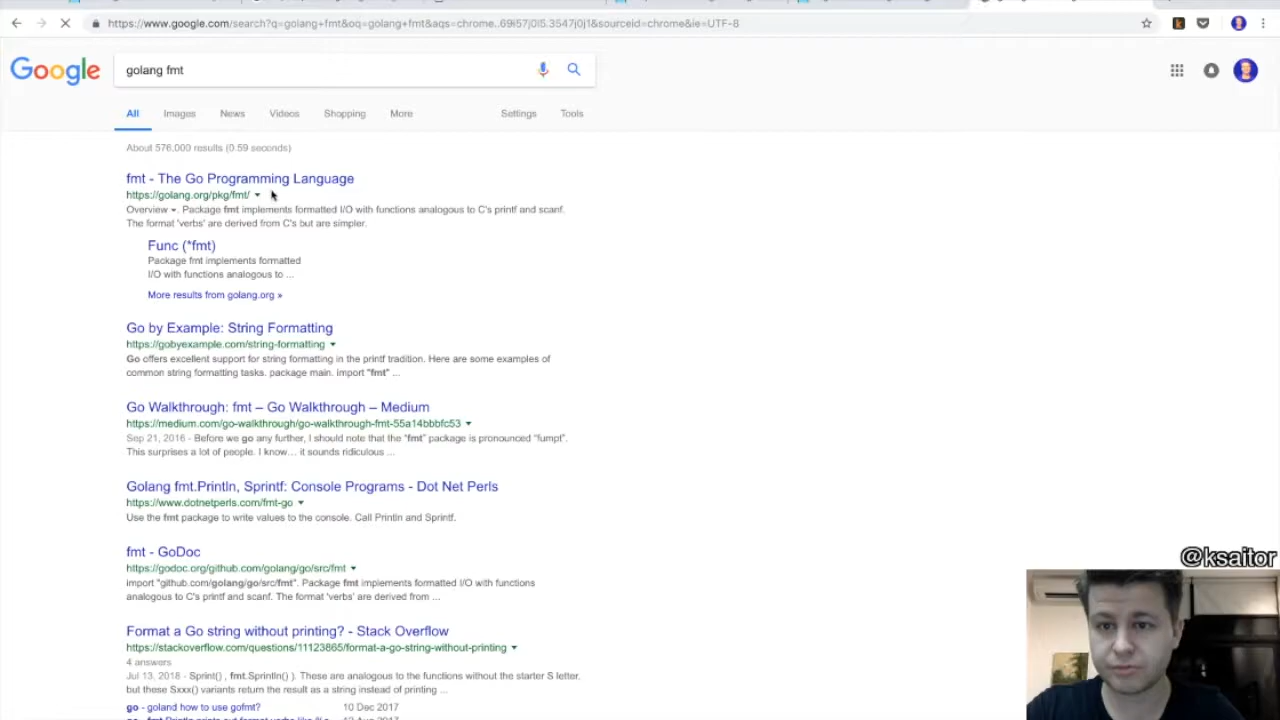 https://www.google.com/search?q=golang+fmt&oq=golang+fmt&aqs=chrome..69i57j0l5.3547j0j1&sourceid=chrome&ie=UTF-8
Google
golang fmt
All Images News Videos Shopping More Settings Tools
About 576,000 results (0.59 seconds)
fmt - The Go Programming Language
https://golang.org/pkg/fmt/
Overview ▾. Package fmt implements formatted I/O with functions analogous to C's printf and scanf.
The format 'verbs' are derived from C's but are simpler.
Func (*fmt)
Package fmt implements formatted
I/O with functions analogous to ...
More results from golang.org »
Go by Example: String Formatting
https://gobyexample.com/string-formatting
Go offers excellent support for string formatting in the printf tradition. Here are some examples of
common string formatting tasks. package main. import "fmt" ...
Go Walkthrough: fmt – Go Walkthrough – Medium
https://medium.com/go-walkthrough/go-walkthrough-fmt-55a14bbbfc53
Sep 21, 2016 - Before we go any further, I should note that the "fmt" package is pronounced "fumpt".
This surprises a lot of people. I know… it sounds ridiculous ...
Golang fmt.Println, Sprintf: Console Programs - Dot Net Perls
https://www.dotnetperls.com/fmt-go
Use the fmt package to write values to the console. Call Println and Sprintf.
fmt - GoDoc
https://godoc.org/github.com/golang/go/src/fmt
import "github.com/golang/go/src/fmt". Package fmt implements formatted I/O with functions
analogous to C's printf and scanf. The format 'verbs' are derived from ...
Format a Go string without printing? - Stack Overflow
https://stackoverflow.com/questions/11123865/format-a-go-string-without-printing
4 answers
Jul 13, 2018 - Sprint() , fmt.Sprintln() ). These are analogous to the functions without the starter S letter.
but these Sxxx() variants return the result as a string instead of printing ...
go - goland how to use gofmt? 10 Dec 2017
@ksaitor